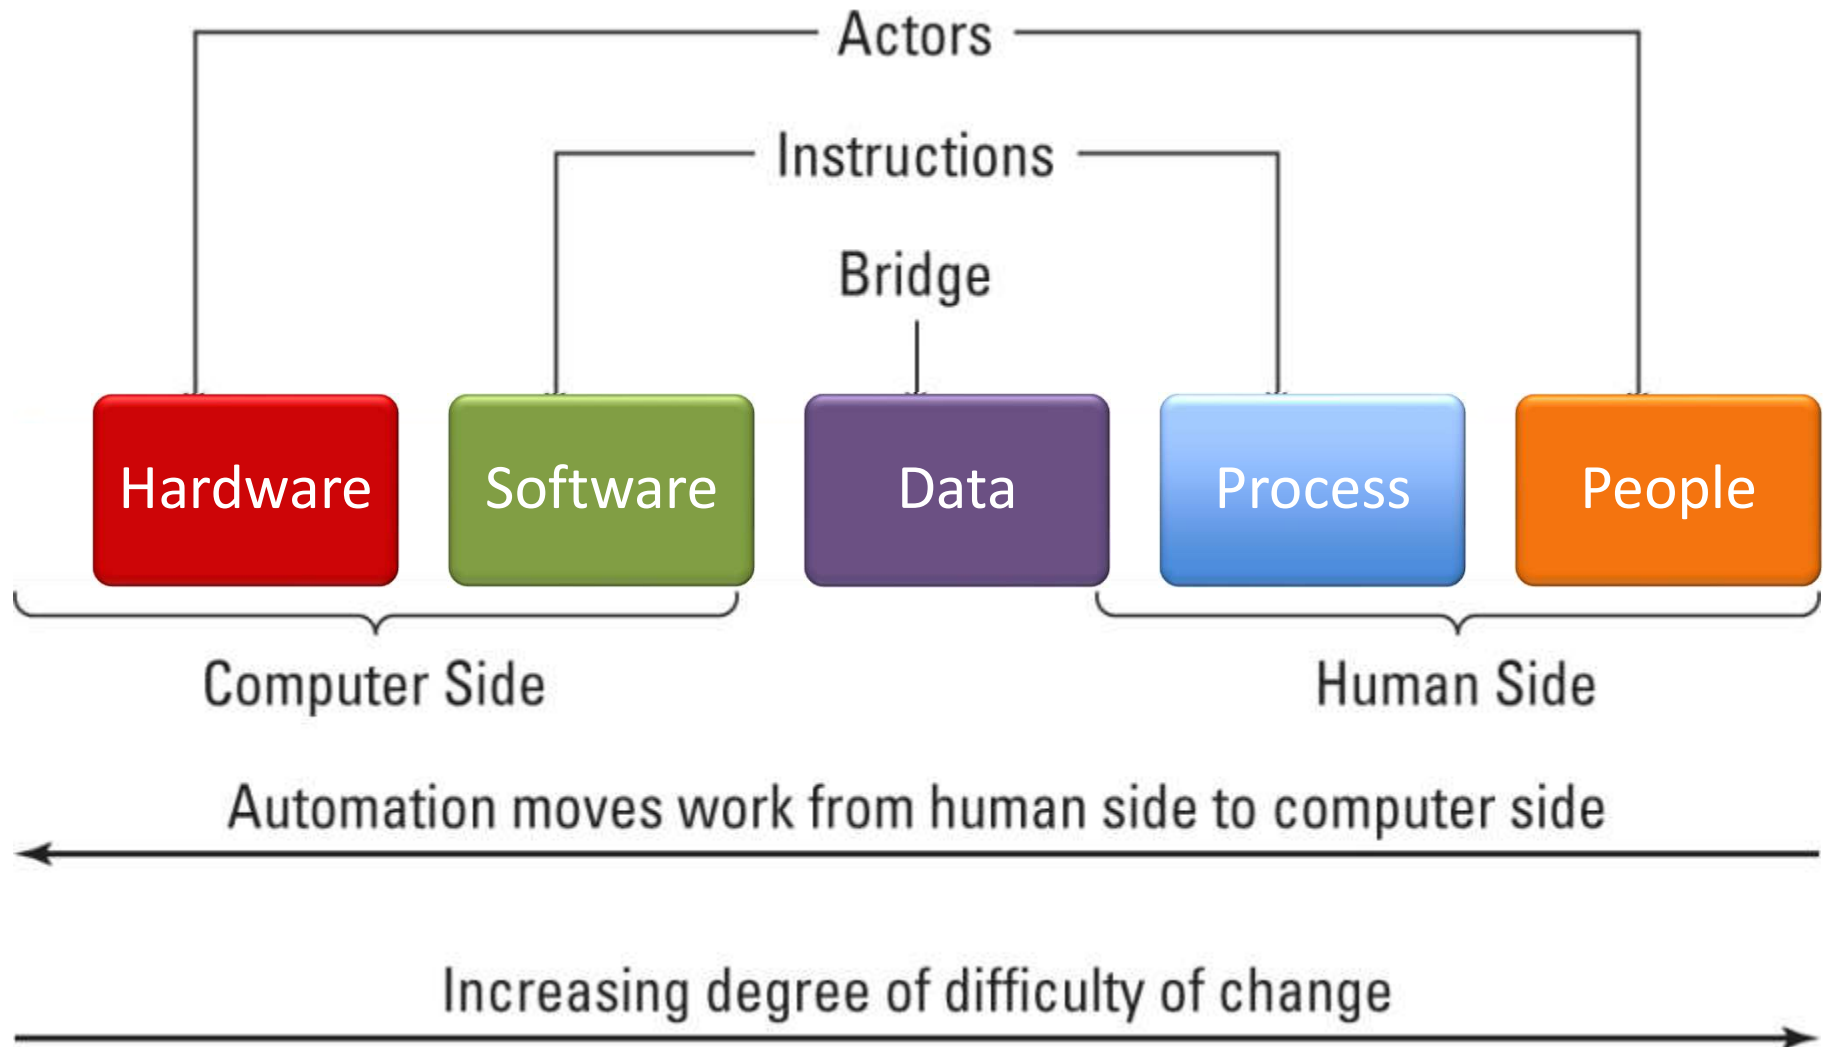 Actors
Instructions
Bridge
Hardware
Software
Data
Process
People
Computer Side
Human Side
Automation moves work from human side to computer side
Increasing degree of difficulty of change